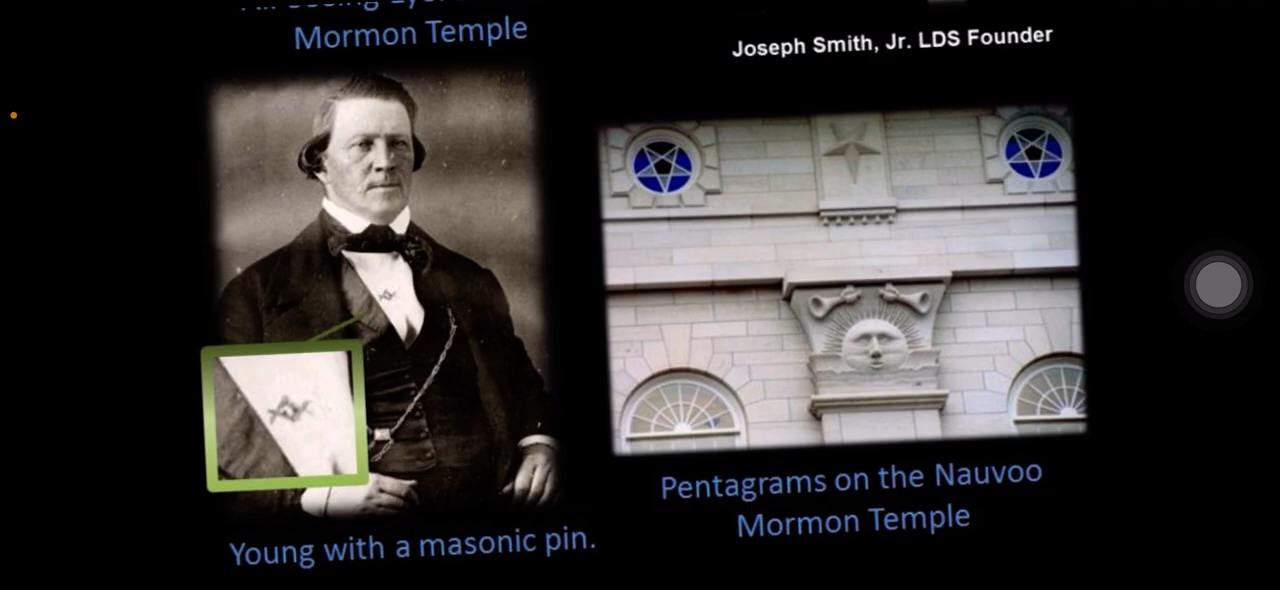 Mormon Temple
Joseph Smith, Jr. LDS Founder
Young with a masonic pin.
Pentagrams on the Nauvoo
Mormon Temple